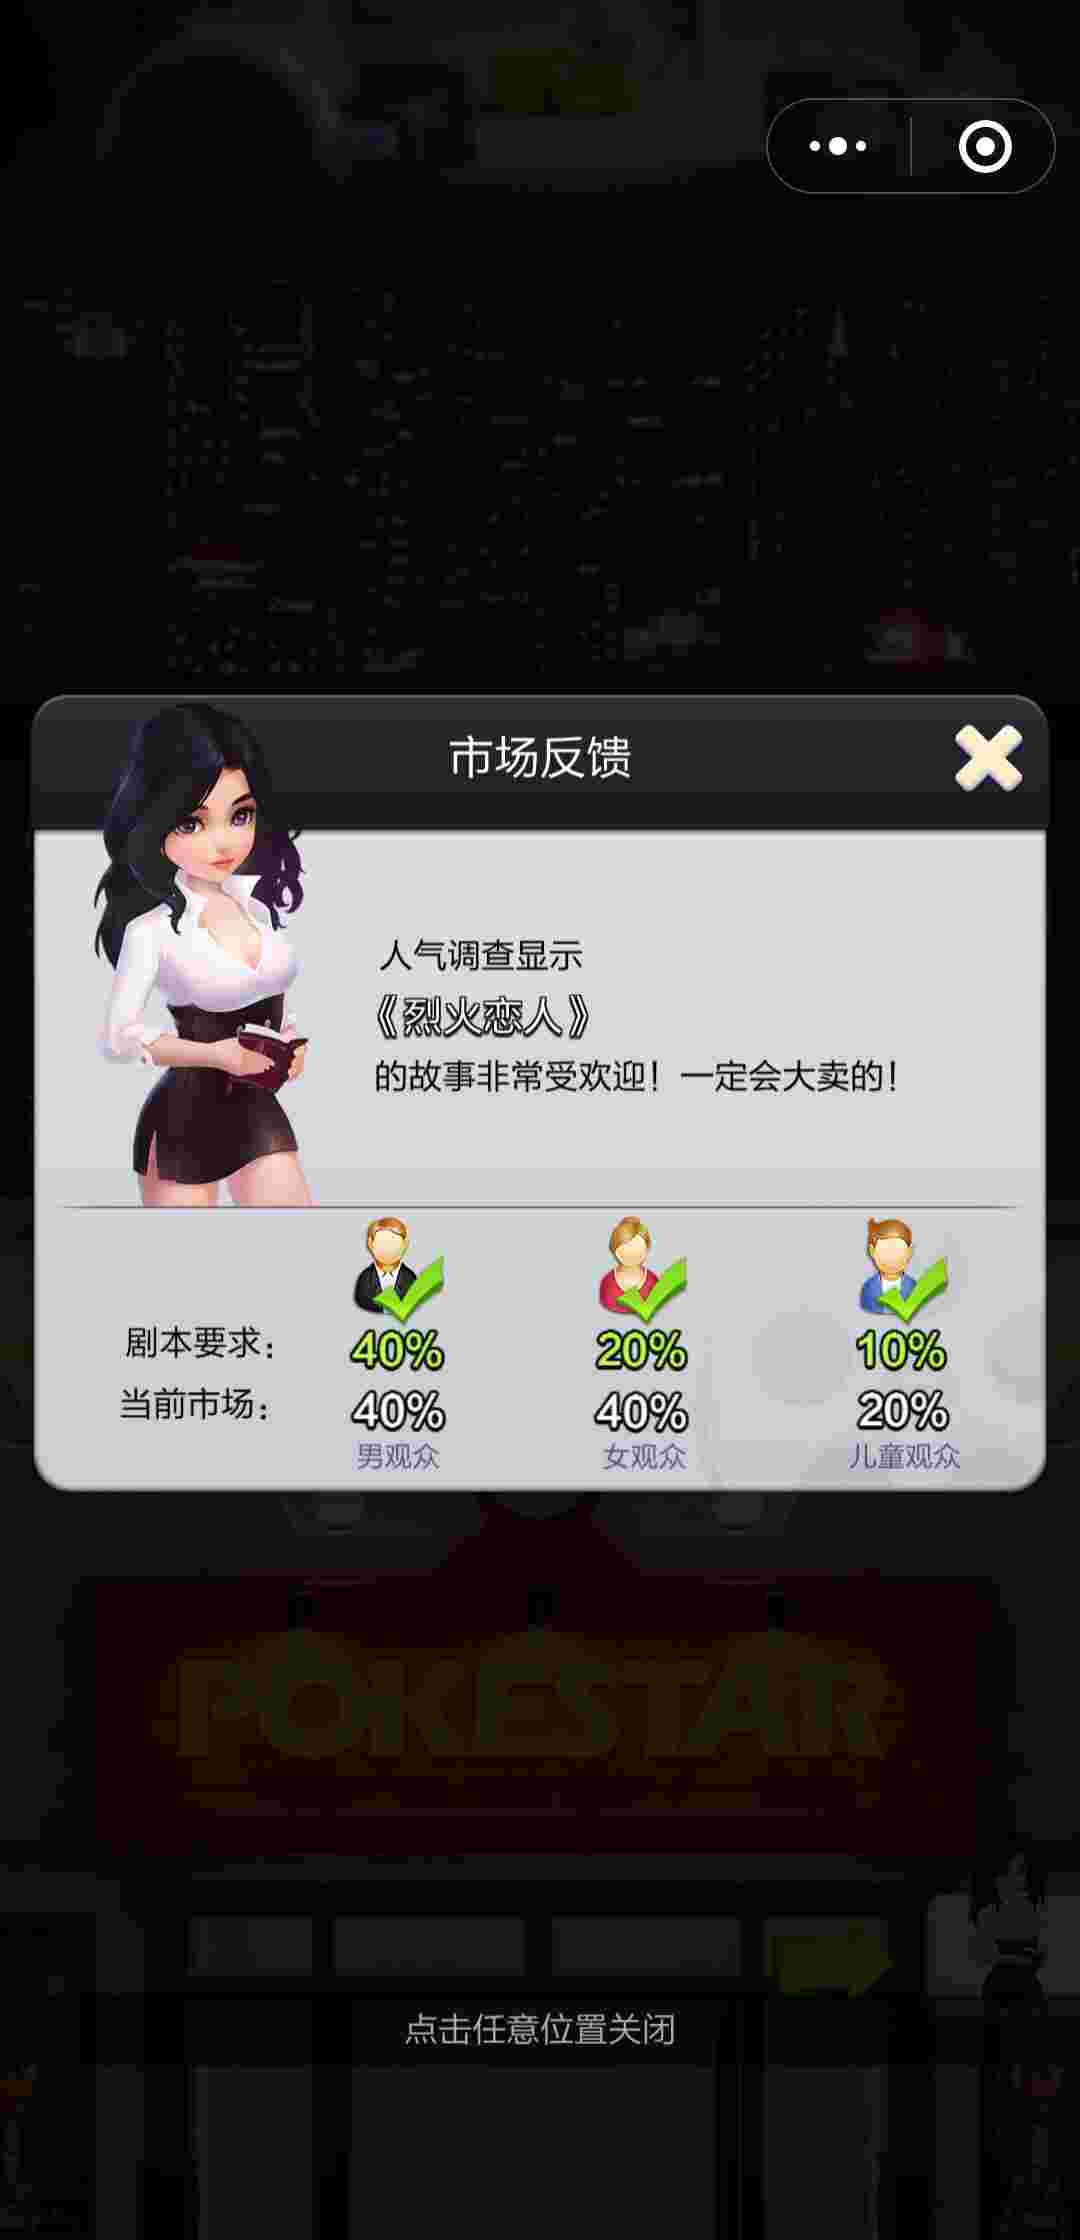 市场反馈
人气调查显示
《烈火恋人》
的故事非常受欢迎！一定会大卖的！
剧本要求： 40% 20% 10%
当前市场： 40% 40% 20%
男观众 女观众 儿童观众
POKESTAR
点击任意位置关闭